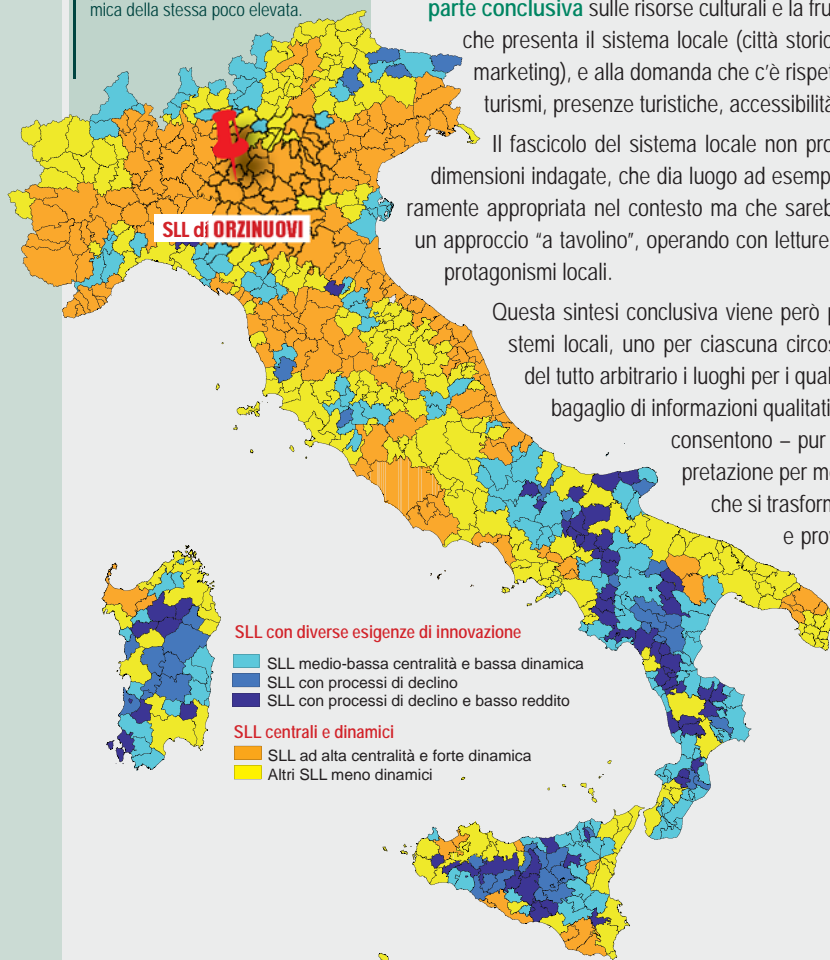 mica della stessa poco elevata.
parte conclusiva sulle risorse culturali e la fru
che presenta il sistema locale (città storic
marketing), e alla domanda che c'è rispet
turismi, presenze turistiche, accessibilità
Il fascicolo del sistema locale non pro
dimensioni indagate, che dia luogo ad esemp
ramente appropriata nel contesto ma che sareb
un approccio “a tavolino”, operando con letture
protagonismi locali.
Questa sintesi conclusiva viene però p
stemi locali, uno per ciascuna circos
del tutto arbitrario i luoghi per i qual
bagaglio di informazioni qualitati
consentono – pur
pretazione per m
che si trasforn
e prov
SLL di ORZINUOVI
SLL con diverse esigenze di innovazione
SLL medio-bassa centralità e bassa dinamica
SLL con processi di declino
SLL con processi di declino e basso reddito
SLL centrali e dinamici
SLL ad alta centralità e forte dinamica
Altri SLL meno dinamici